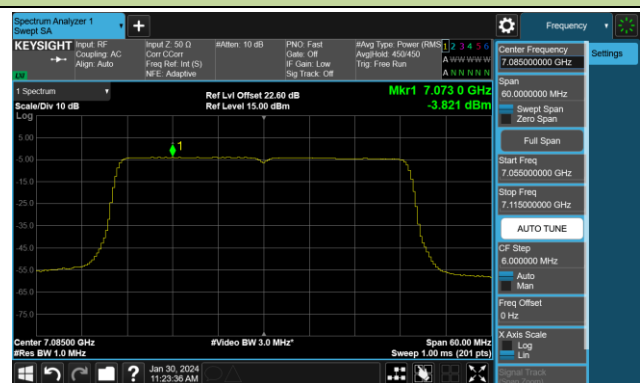 Spectrum Analyzer 1
Swept SA
Frequency
KEYSIGHT
Input: RF
Coupling: AC
Align: Auto
Input Z: 50 Ω
Corr CCorr
Freq Ref: Int (S)
NFE: Adaptive
#Atten: 10 dB
PNO: Fast
Gate: Off
IF Gain: Low
Sig Track: Off
#Avg Type: Power (RMS
Avg|Hold: 450/450
Trig: Free Run
1 2 3 4 5 6
A W W W W W
A N N N N N
LV
1 Spectrum
Scale/Div 10 dB
Log
Ref Lvl Offset 22.60 dB
Ref Level 15.00 dBm
Mkr1 7.073 0 GHz
-3.821 dBm
1
5.00
-5.00
-15.0
-25.0
-35.0
-45.0
-55.0
-65.0
-75.0
Center 7.08500 GHz
#Res BW 1.0 MHz
#Video BW 3.0 MHz*
Span 60.00 MHz
Sweep 1.00 ms (201 pts)
Jan 30, 2024
11:23:36 AM
Center Frequency
7.085000000 GHz
Settings
Span
60.0000000 MHz
Swept Span
Zero Span
Full Span
Start Freq
7.055000000 GHz
Stop Freq
7.115000000 GHz
AUTO TUNE
CF Step
6.000000 MHz
Auto
Man
Freq Offset
0 Hz
X Axis Scale
Log
Lin
Signal Track